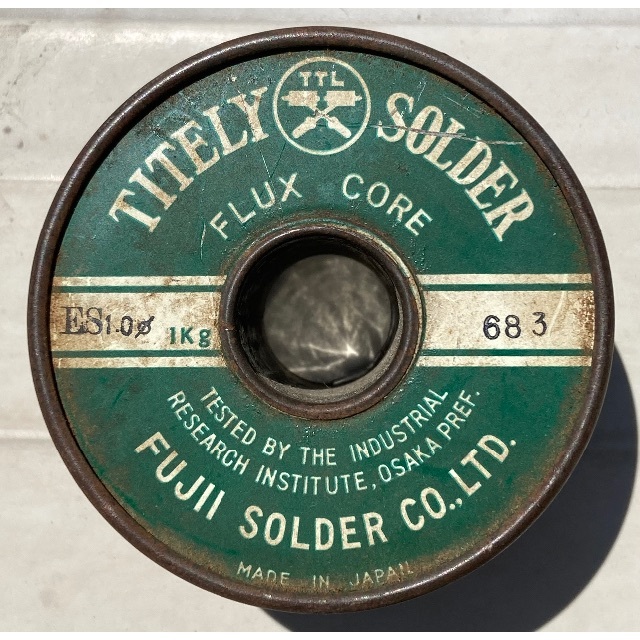 TTL
TITELY SOLDER
FLUX CORE
ES1.0ø 1Kg 683
TESTED BY THE INDUSTRIAL
RESEARCH INSTITUTE, OSAKA PREF.
FUJII SOLDER CO., LTD.
MADE IN JAPAN